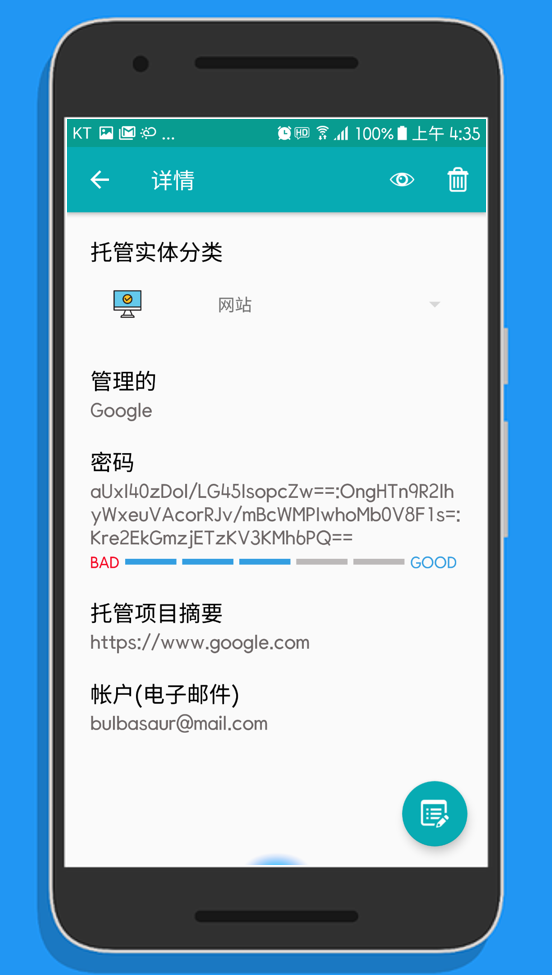 KT ... HD 100% 上午 4:35
详情
托管实体分类
网站
管理的
Google
密码
aUxI40zDoI/LG45IsopcZw==:OngHTn9R2Ih
yWxeuVAcorRJv/mBcWMPIwhoMb0V8F1s=:
Kre2EkGmzjETzKV3KMh6PQ==
BAD GOOD
托管项目摘要
https://www.google.com
帐户(电子邮件)
bulbasaur@mail.com